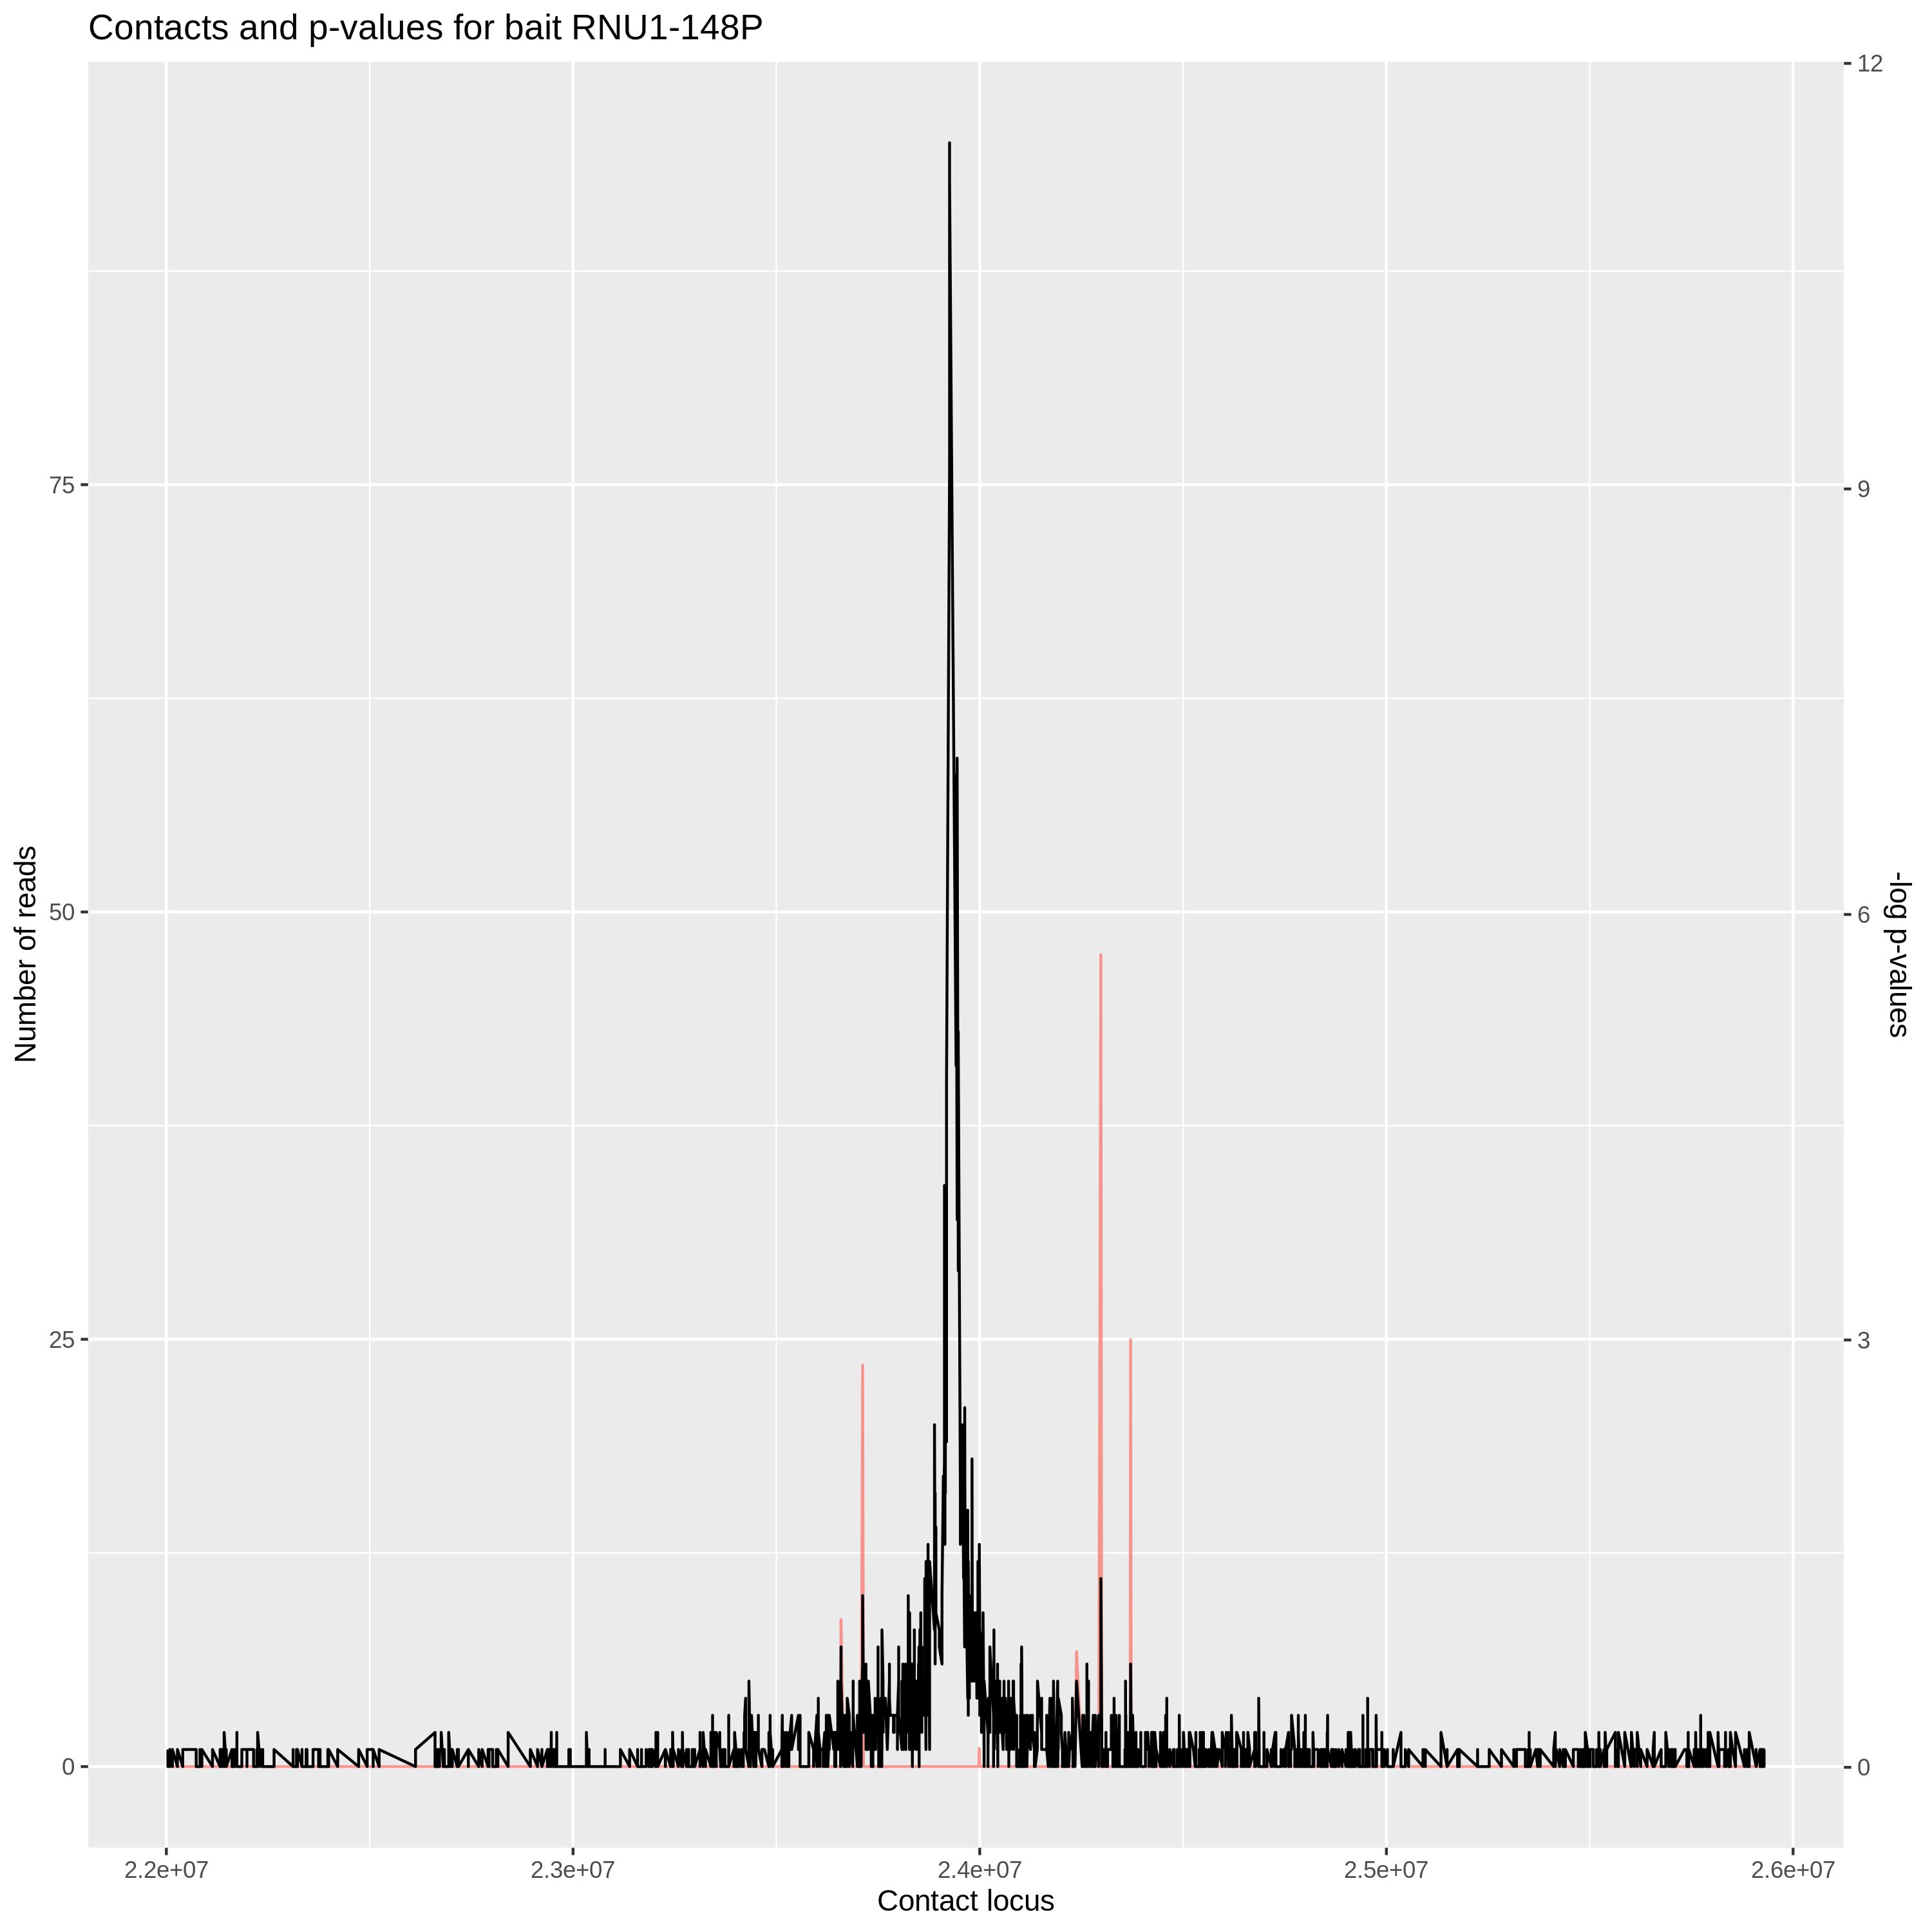 Contacts and p-values for bait RNU1-148P
12
75
9
50
6
25
3
0
0
Number of reads
-log p-values
2.2e+07
2.3e+07
2.4e+07
2.5e+07
2.6e+07
Contact locus